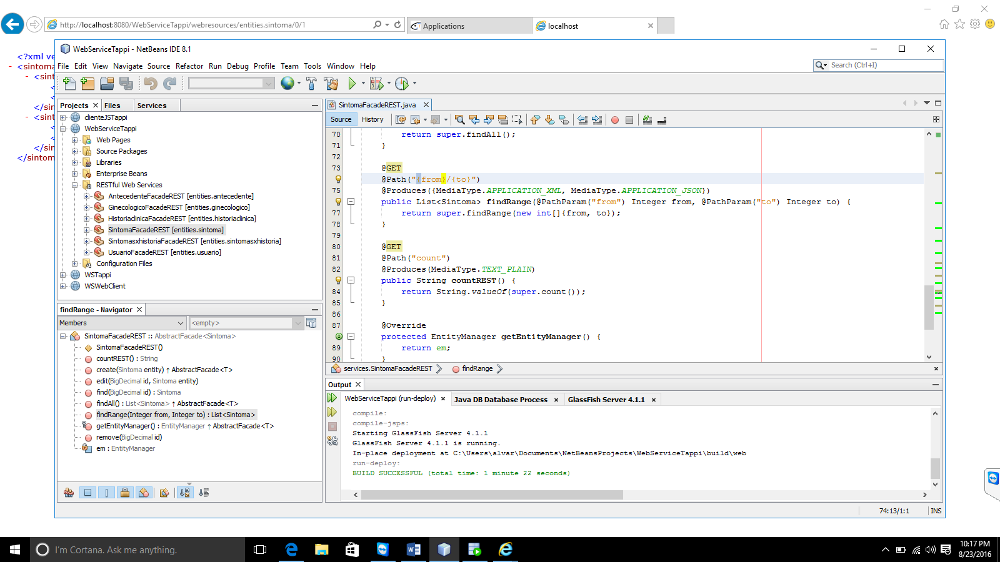 http://localhost:8080/WebServiceTappi/webresources/entities.sintoma/0/1
Applications
localhost
<?xml ve
- <sintoma
- <sint
<
<
</sin
- <sint
<
<
</sin
</sintom
WebServiceTappi - NetBeans IDE 8.1
File Edit View Navigate Source Refactor Run Debug Profile Team Tools Window Help
Search (Ctrl+I)
Projects Files Services
clienteJSTappi
WebServiceTappi
Web Pages
Source Packages
Libraries
Enterprise Beans
RESTful Web Services
AntecedenteFacadeREST [entities.antecedente]
GinecologicoFacadeREST [entities.ginecologico]
HistoriaclinicaFacadeREST [entities.historiaclinica]
SintomaFacadeREST [entities.sintoma]
SintomasxhistoriaFacadeREST [entities.sintomasxhistoria]
UsuarioFacadeREST [entities.usuario]
Configuration Files
WSTappi
WSWebClient
findRange - Navigator
Members
<empty>
SintomaFacadeREST :: AbstractFacade<Sintoma>
SintomaFacadeREST()
countREST() : String
create(Sintoma entity) ↑ AbstractFacade<T>
edit(BigDecimal id, Sintoma entity)
find(BigDecimal id) : Sintoma
findAll() : List<Sintoma> ↑ AbstractFacade<T>
findRange(Integer from, Integer to) : List<Sintoma>
getEntityManager() : EntityManager ↑ AbstractFacade<T>
remove(BigDecimal id)
em : EntityManager
SintomaFacadeREST.java
Source History
70 return super.findAll();
71 }
72
73 @GET
@Path("{from}/{to}")
75 @Produces({MediaType.APPLICATION_XML, MediaType.APPLICATION_JSON})
public List<Sintoma> findRange(@PathParam("from") Integer from, @PathParam("to") Integer to) {
77 return super.findRange(new int[]{from, to});
78 }
79
80 @GET
81 @Path("count")
82 @Produces(MediaType.TEXT_PLAIN)
public String countREST() {
84 return String.valueOf(super.count());
85 }
86
87 @Override
protected EntityManager getEntityManager() {
89 return em;
90 }
services.SintomaFacadeREST findRange
Output
WebServiceTappi (run-deploy) Java DB Database Process GlassFish Server 4.1.1
compile:
compile-jsps:
Starting GlassFish Server 4.1.1
GlassFish Server 4.1.1 is running.
In-place deployment at C:\Users\alvar\Documents\NetBeansProjects\WebServiceTappi\build\web
run-deploy:
BUILD SUCCESSFUL (total time: 1 minute 22 seconds)
74:13/1:1 INS
I'm Cortana. Ask me anything.
10:17 PM
8/23/2016